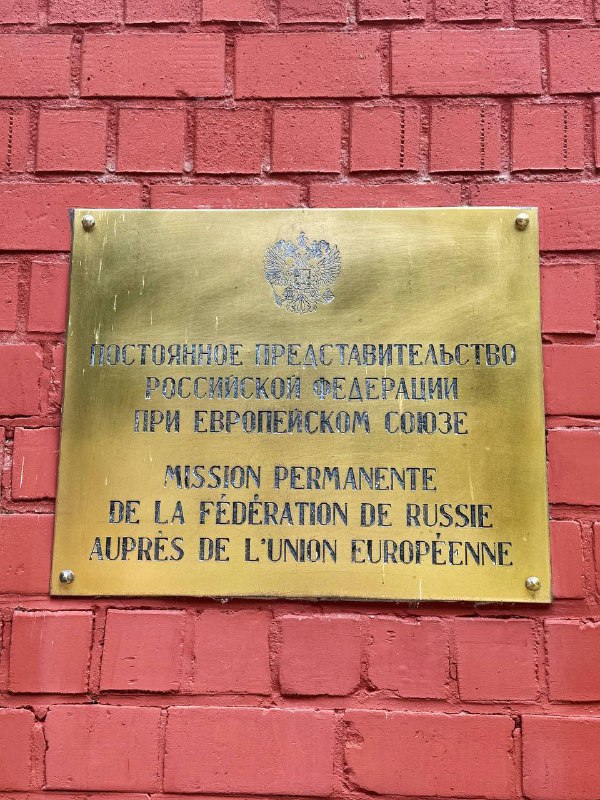 ПОСТОЯННОЕ ПРЕДСТАВИТЕЛЬСТВО
РОССИЙСКОЙ ФЕДЕРАЦИИ
ПРИ ЕВРОПЕЙСКОМ СОЮЗЕ
MISSION PERMANENTE
DE LA FÉDÉRATION DE RUSSIE
AUPRÈS DE L'UNION EUROPÉENNE